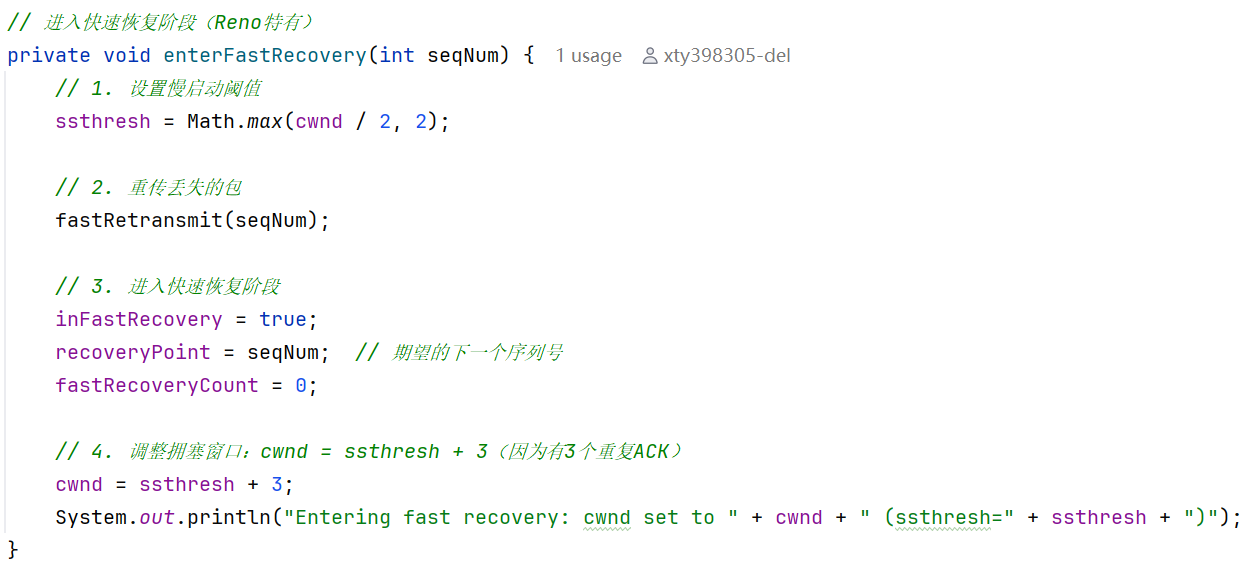 // 进入快速恢复阶段（Reno特有）
private void enterFastRecovery(int seqNum) { 1 usage xty398305-del
// 1. 设置慢启动阈值
ssthresh = Math.max(cwnd / 2, 2);
// 2. 重传丢失的包
fastRetransmit(seqNum);
// 3. 进入快速恢复阶段
inFastRecovery = true;
recoveryPoint = seqNum; // 期望的下一个序列号
fastRecoveryCount = 0;
// 4. 调整拥塞窗口：cwnd = ssthresh + 3（因为有3个重复ACK）
cwnd = ssthresh + 3;
System.out.println("Entering fast recovery: cwnd set to " + cwnd + " (ssthresh=" + ssthresh + ")");
}